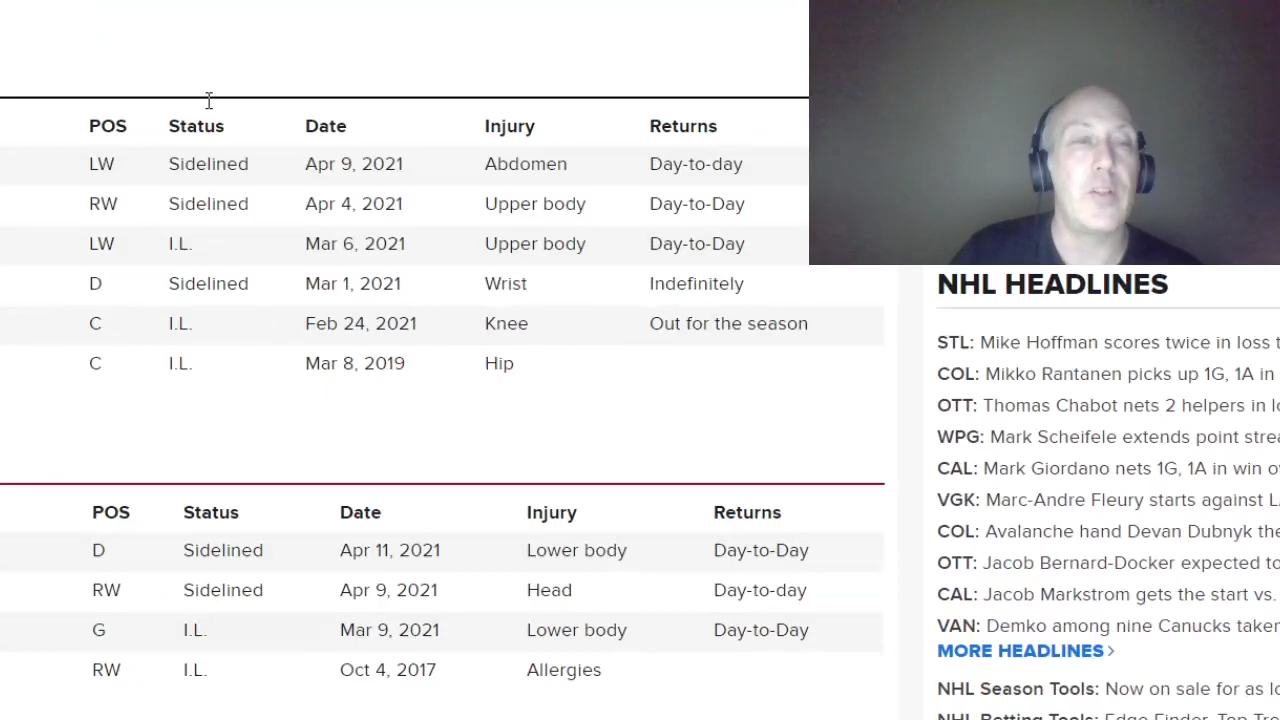 POS Status Date Injury Returns
LW Sidelined Apr 9, 2021 Abdomen Day-to-day
RW Sidelined Apr 4, 2021 Upper body Day-to-Day
LW I.L. Mar 6, 2021 Upper body Day-to-Day
D Sidelined Mar 1, 2021 Wrist Indefinitely
C I.L. Feb 24, 2021 Knee Out for the season
C I.L. Mar 8, 2019 Hip
POS Status Date Injury Returns
D Sidelined Apr 11, 2021 Lower body Day-to-Day
RW Sidelined Apr 9, 2021 Head Day-to-day
G I.L. Mar 9, 2021 Lower body Day-to-Day
RW I.L. Oct 4, 2017 Allergies
NHL HEADLINES
STL: Mike Hoffman scores twice in loss
COL: Mikko Rantanen picks up 1G, 1A in
OTT: Thomas Chabot nets 2 helpers in
WPG: Mark Scheifele extends point
CAL: Mark Giordano nets 1G, 1A in win
VGK: Marc-Andre Fleury starts against
COL: Avalanche hand Devan Dubnyk
OTT: Jacob Bernard-Docker expected
CAL: Jacob Markstrom gets the start vs.
VAN: Demko among nine Canucks
MORE HEADLINES >
NHL Season Tools: Now on sale for as
NHL Betting Tools: Edge Finder, Top